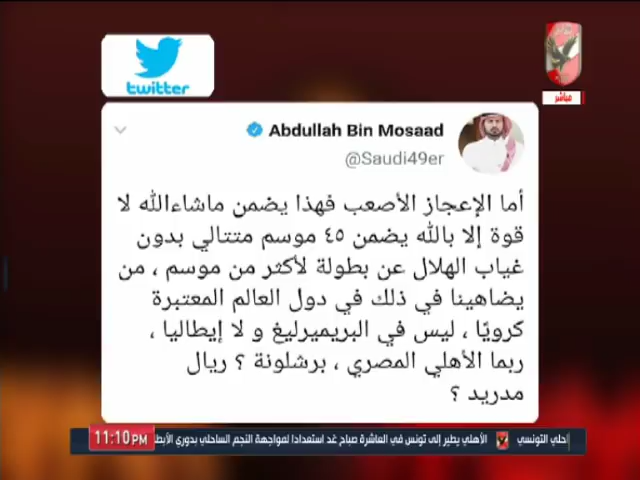 twitter
مباشر
Abdullah Bin Mosaad
@Saudi49er
أما الإعجاز الأصعب فهذا يضمن ماشاءالله لا
قوة إلا بالله يضمن ٤٥ موسم متتالي بدون
غياب الهلال عن بطولة لأكثر من موسم ، من
يضاهينا في ذلك في دول العالم المعتبرة
كرويًا ، ليس في البريميرليغ و لا إيطاليا ،
ربما الأهلي المصري ، برشلونة ؟ ريال
مدريد ؟
احلي التونسي الأهلي يطير إلى تونس في العاشرة صباح غد استعدادا لمواجهة النجم الساحلي بدوري الأبط
11:10 PM